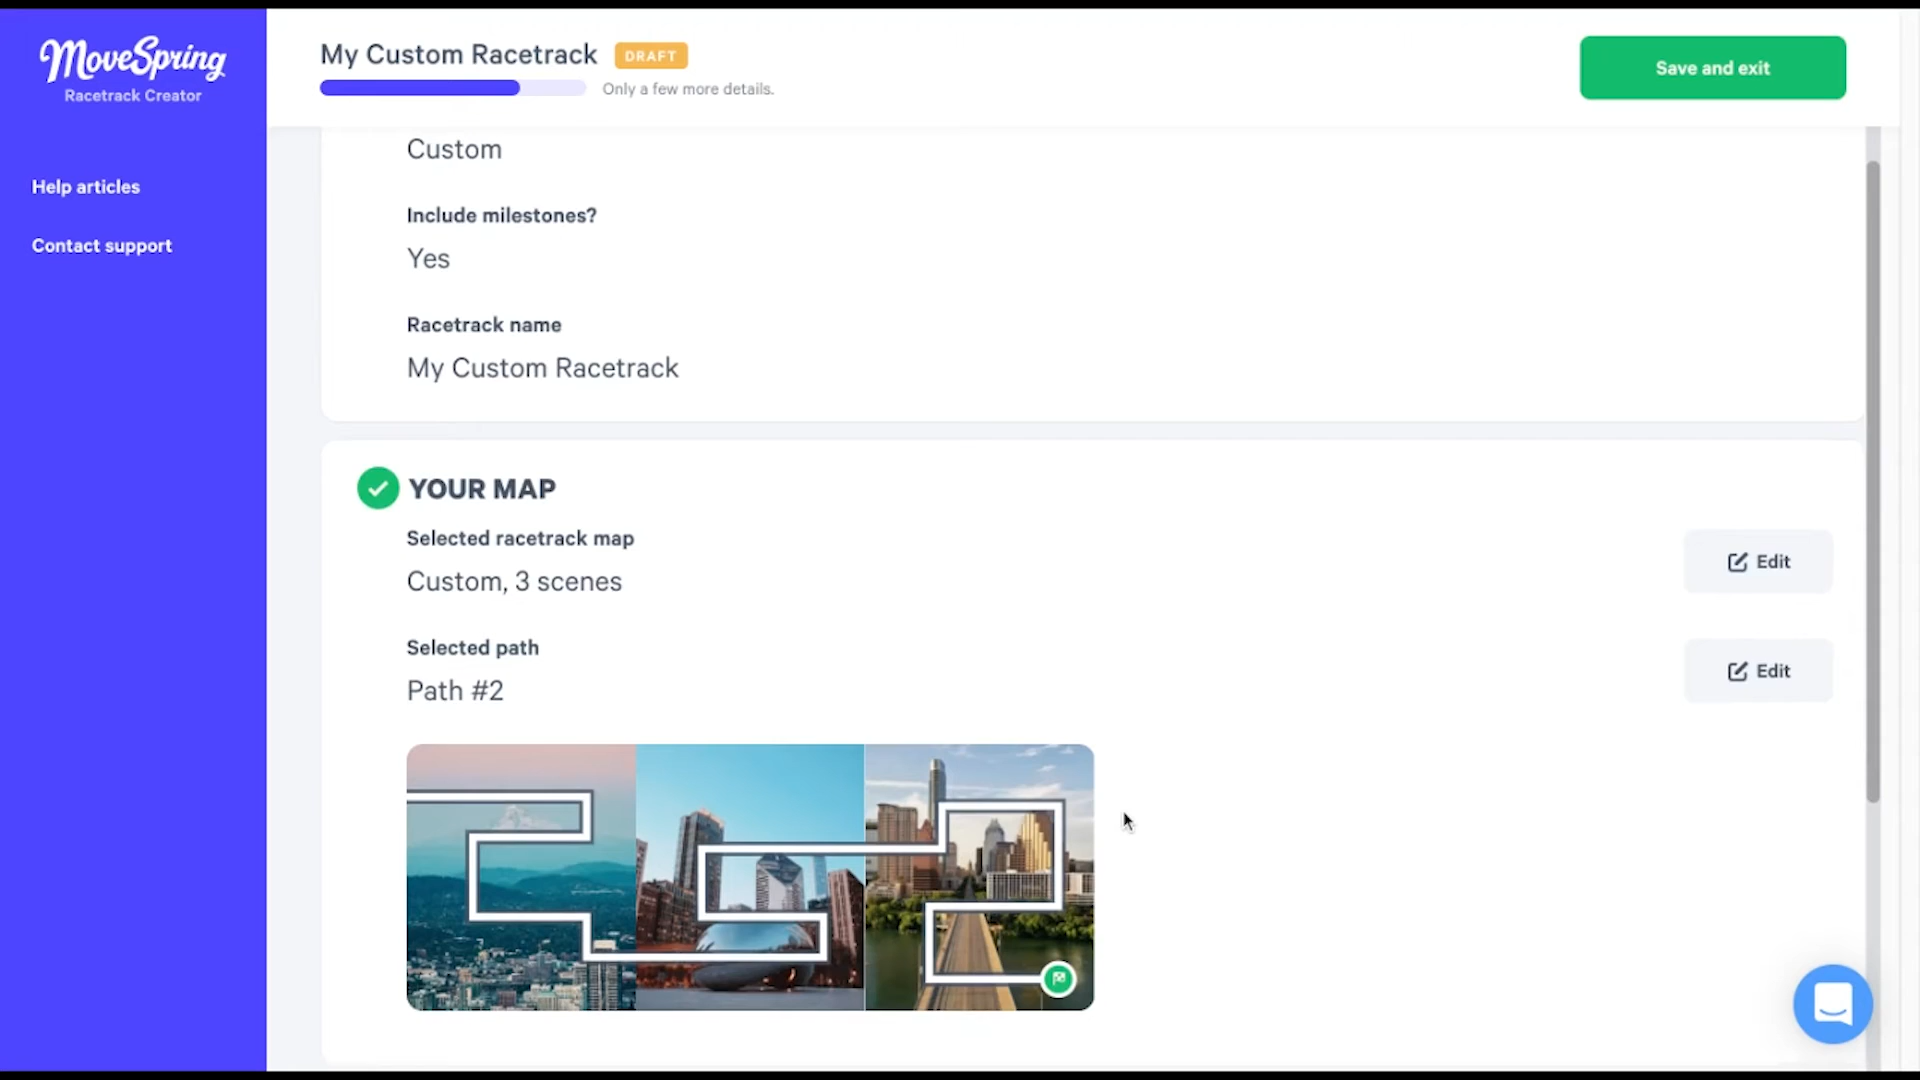 MoveSpring
Racetrack Creator
Help articles
Contact support
My Custom Racetrack DRAFT
Only a few more details.
Save and exit
Custom
Include milestones?
Yes
Racetrack name
My Custom Racetrack
YOUR MAP
Selected racetrack map
Custom, 3 scenes
Edit
Selected path
Path #2
Edit